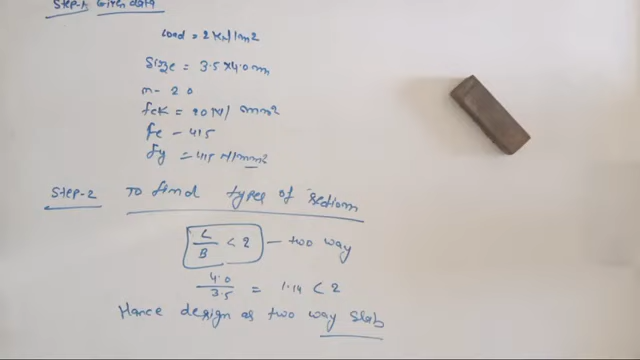 Step-1 Given data
Load = 2 KN/m2
Size = 3.5 x 4.0 m
m - 20
fck = 20 N/mm2
fe - 415
fy = 415 N/mm2
Step-2 To find types of section
L/B < 2 - two way
4.0/3.5 = 1.14 < 2
Hance design as two way slab